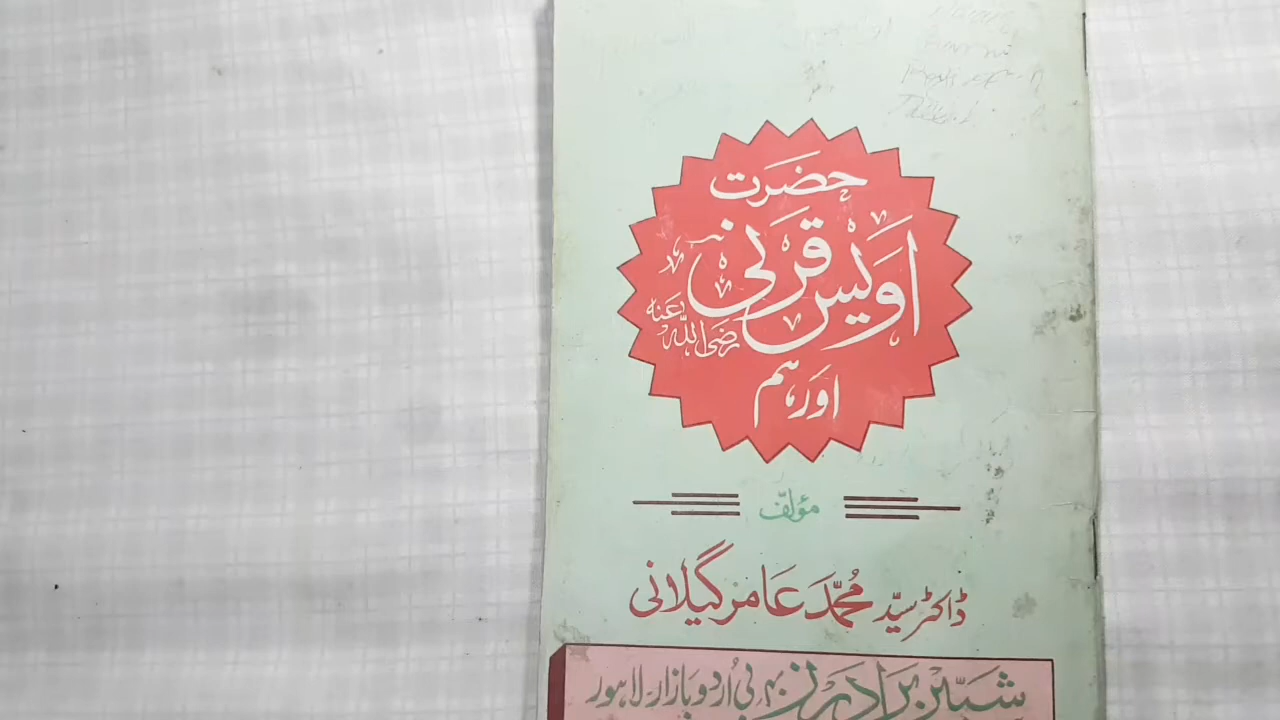 حضرت
اویس قرنی
رضی اللہ عنہ
اور ہم
مؤلف
ڈاکٹر سید محمد عامر گیلانی
شبیر برادرز ۴۰ بی اردو بازار لاہور